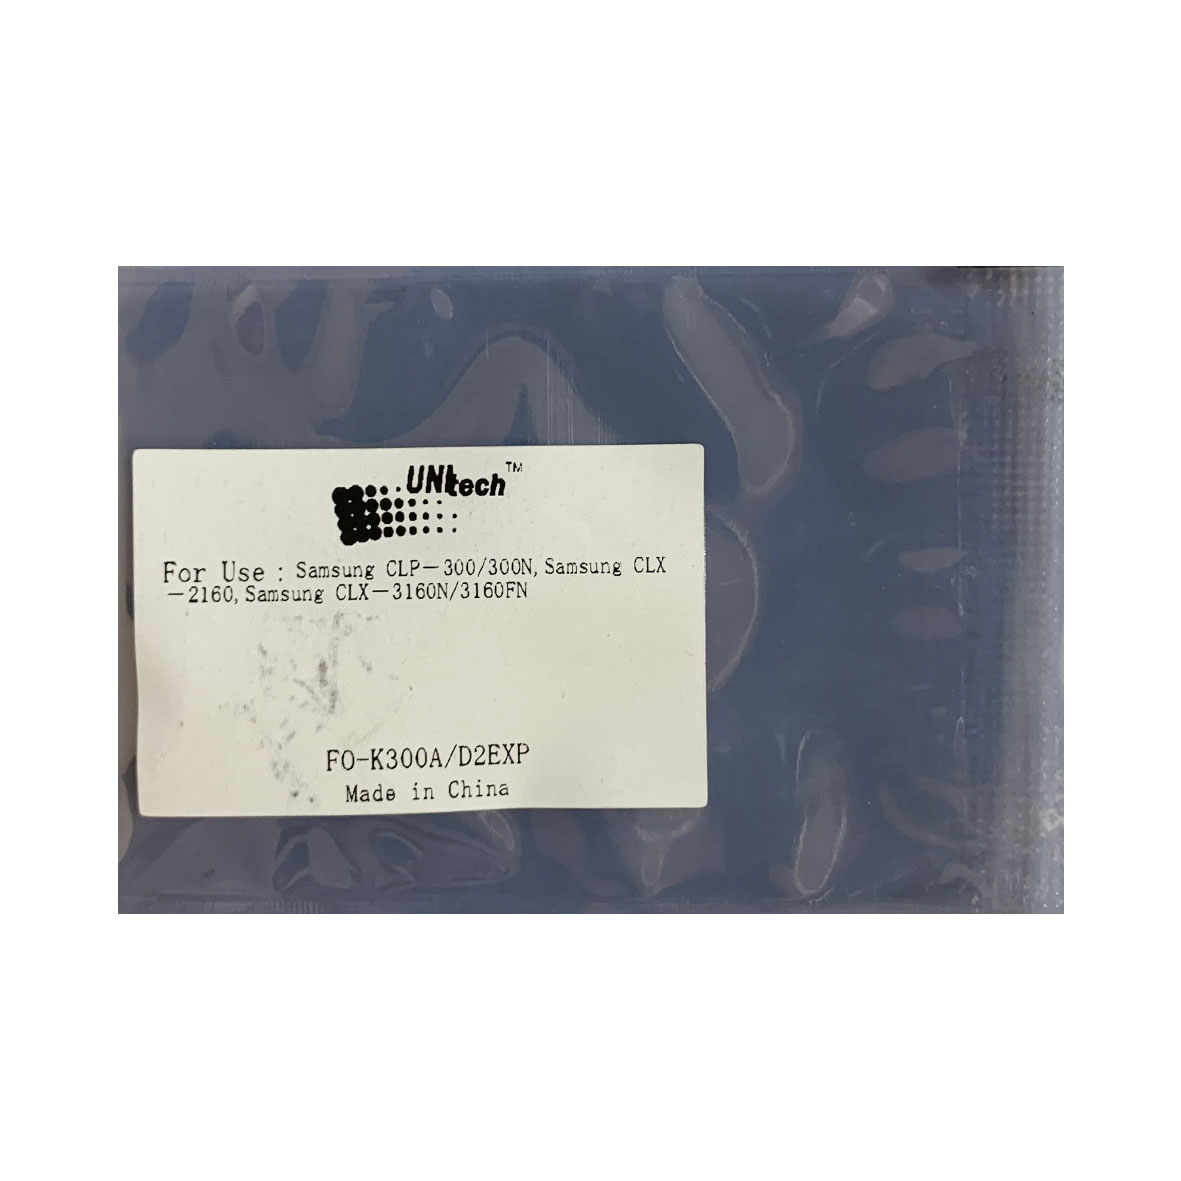 UNItech™
For Use : Samsung CLP-300/300N, Samsung CLX
-2160, Samsung CLX-3160N/3160FN
FO-K300A/D2EXP
Made in China